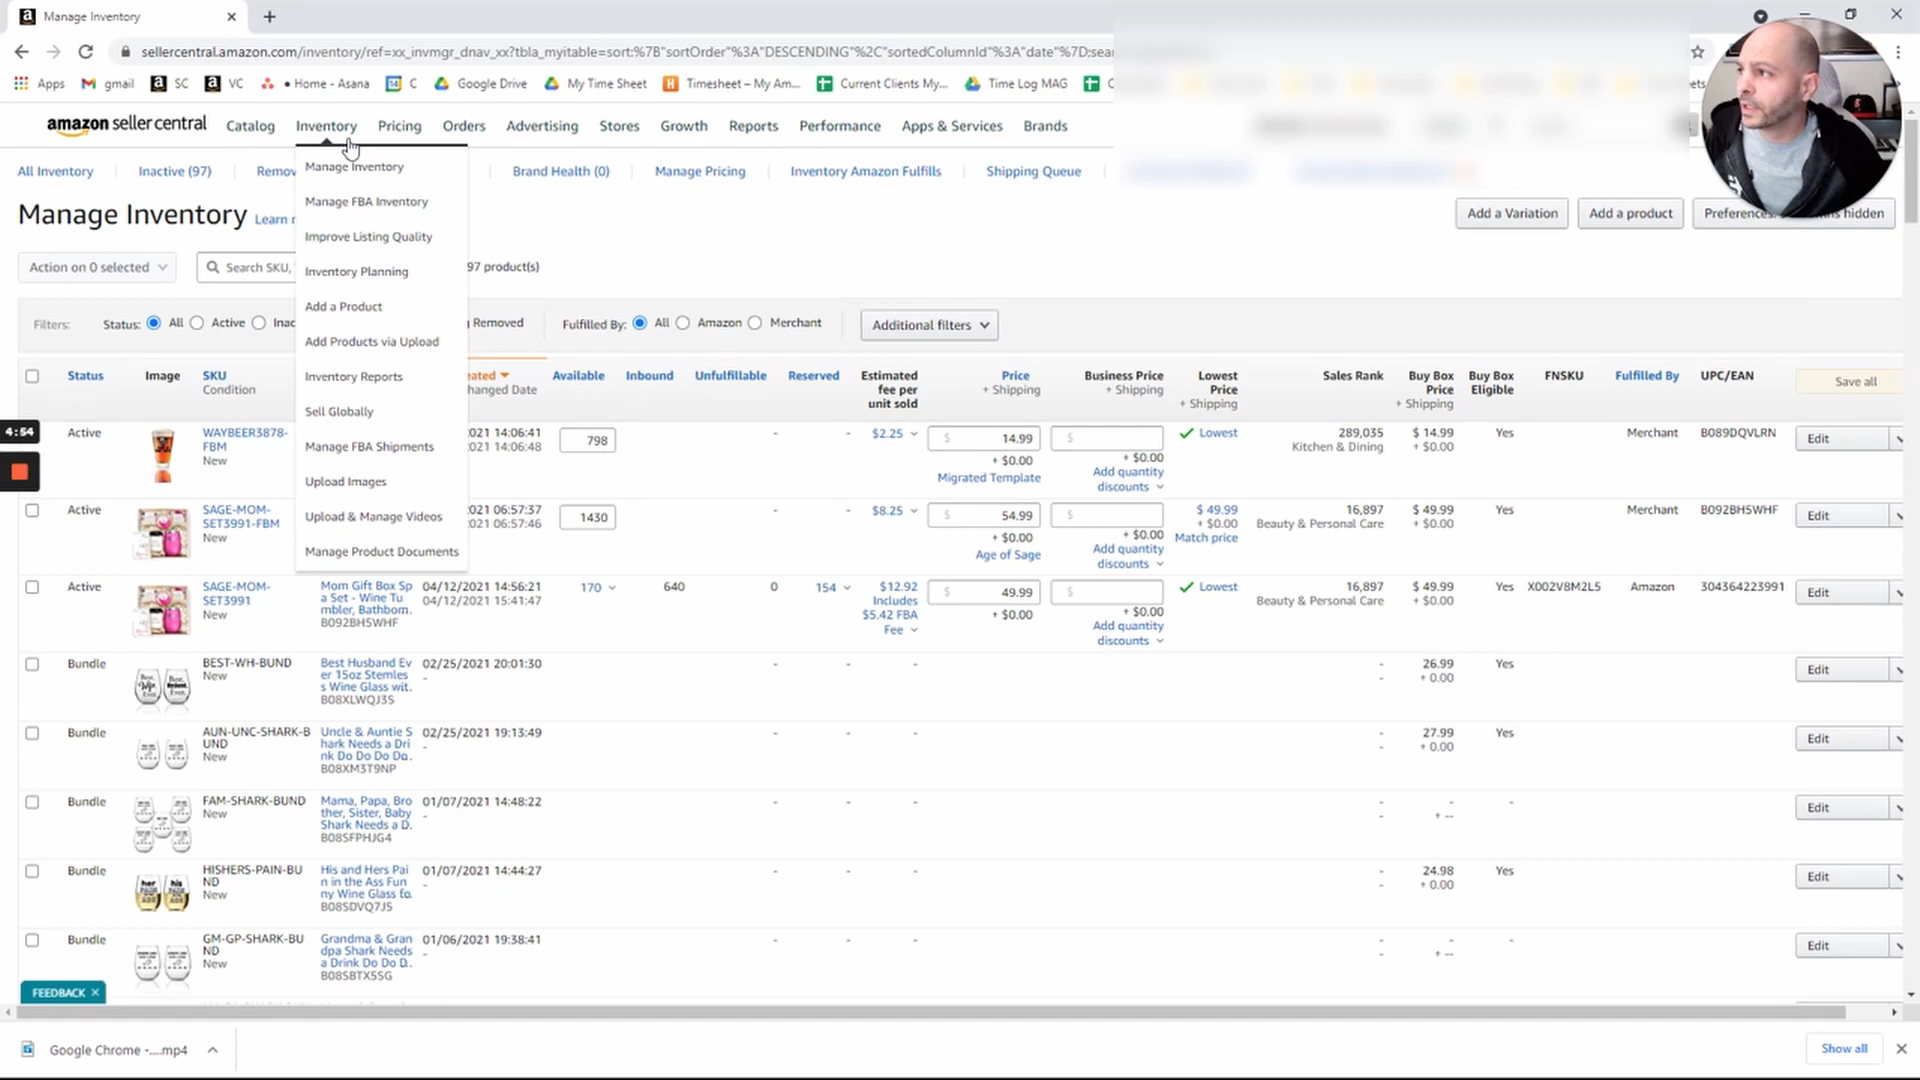 Manage Inventory
sellercentral.amazon.com/inventory/ref=xx_invmgr_dnav_xx?tbla_myitable=sort:%7B"sortOrder"%3A"DESCENDING"%2C"sortedColumnId"%3A"date"%7D;sear
Apps gmail SC VC • Home - Asana C Google Drive My Time Sheet Timesheet – My Am... Current Clients My... Time Log MAG
amazon seller central Catalog Inventory Pricing Orders Advertising Stores Growth Reports Performance Apps & Services Brands
All Inventory Inactive (97) Remov Brand Health (0) Manage Pricing Inventory Amazon Fulfills Shipping Queue
Manage Inventory
Manage FBA Inventory
Improve Listing Quality
Inventory Planning
Add a Product
Add Products via Upload
Inventory Reports
Sell Globally
Manage FBA Shipments
Upload Images
Upload & Manage Videos
Manage Product Documents
Manage Inventory Learn Add a Variation Add a product Preferences: hidden
Action on 0 selected Search SKU, 97 product(s)
Filters: Status: All Active Inac Removed Fulfilled By: All Amazon Merchant Additional filters
Status Image SKU Available Inbound Unfulfillable Reserved Estimated Price Business Price Lowest Sales Rank Buy Box Buy Box FNSKU Fulfilled By UPC/EAN Save all
Condition hanged Date fee per + Shipping + Shipping Price Price Eligible
unit sold + Shipping + Shipping
4:54
Active WAYBEER3878- 2021 14:06:41 798 - - $2.25 $ 14.99 $ Lowest 289,035 $ 14.99 Yes Merchant B089DQVLRN Edit
FBM 2021 14:06:48 + $0.00 + $0.00 Kitchen & Dining + $0.00
New Migrated Template Add quantity
discounts
Active SAGE-MOM- 2021 06:57:37 1430 - - $8.25 $ 54.99 $ $ 49.99 16,897 $ 49.99 Yes Merchant B092BH5WHF Edit
SET3991-FBM 2021 06:57:46 + $0.00 + $0.00 + $0.00 Beauty & Personal Care + $0.00
New Age of Sage Add quantity Match price
discounts
Active SAGE-MOM- Mom Gift Box Sp 04/12/2021 14:56:21 170 640 0 154 $12.92 $ 49.99 $ Lowest 16,897 $ 49.99 Yes X002V8M2L5 Amazon 304364223991 Edit
SET3991 a Set - Wine Tu 04/12/2021 15:41:47 Includes + $0.00 + $0.00 Beauty & Personal Care + $0.00
New mbler, Bathbom. $5.42 FBA Add quantity
B092BH5WHF Fee discounts
Bundle BEST-WH-BUND Best Husband Ev 02/25/2021 20:01:30 - - - - 26.99 Yes Edit
New er 15oz Stemles - - + 0.00
s Wine Glass wit.
B08XLWQJ3S
Bundle AUN-UNC-SHARK-B Uncle & Auntie S 02/25/2021 19:13:49 - - - - 27.99 Yes Edit
UND hark Needs a Dri - - + 0.00
New nk Do Do Do Do.
B08XM3T9NP
Bundle FAM-SHARK-BUND Mama, Papa, Bro 01/07/2021 14:48:22 - - - - - - Edit
New ther, Sister, Baby - - + --
Shark Needs a D.
B08SFPHJG4
Bundle HISHERS-PAIN-BU His and Hers Pai 01/07/2021 14:44:27 - - - - 24.98 Yes Edit
ND n in the Ass Fun - - + 0.00
New ny Wine Glass fo.
B08SDVQ7J5
Bundle GM-GP-SHARK-BU Grandma & Gran 01/06/2021 19:38:41 - - - - - - Edit
ND dpa Shark Needs - - + --
New a Drink Do Do D.
B08SBTX5SG
FEEDBACK ×
Google Chrome -....mp4 Show all